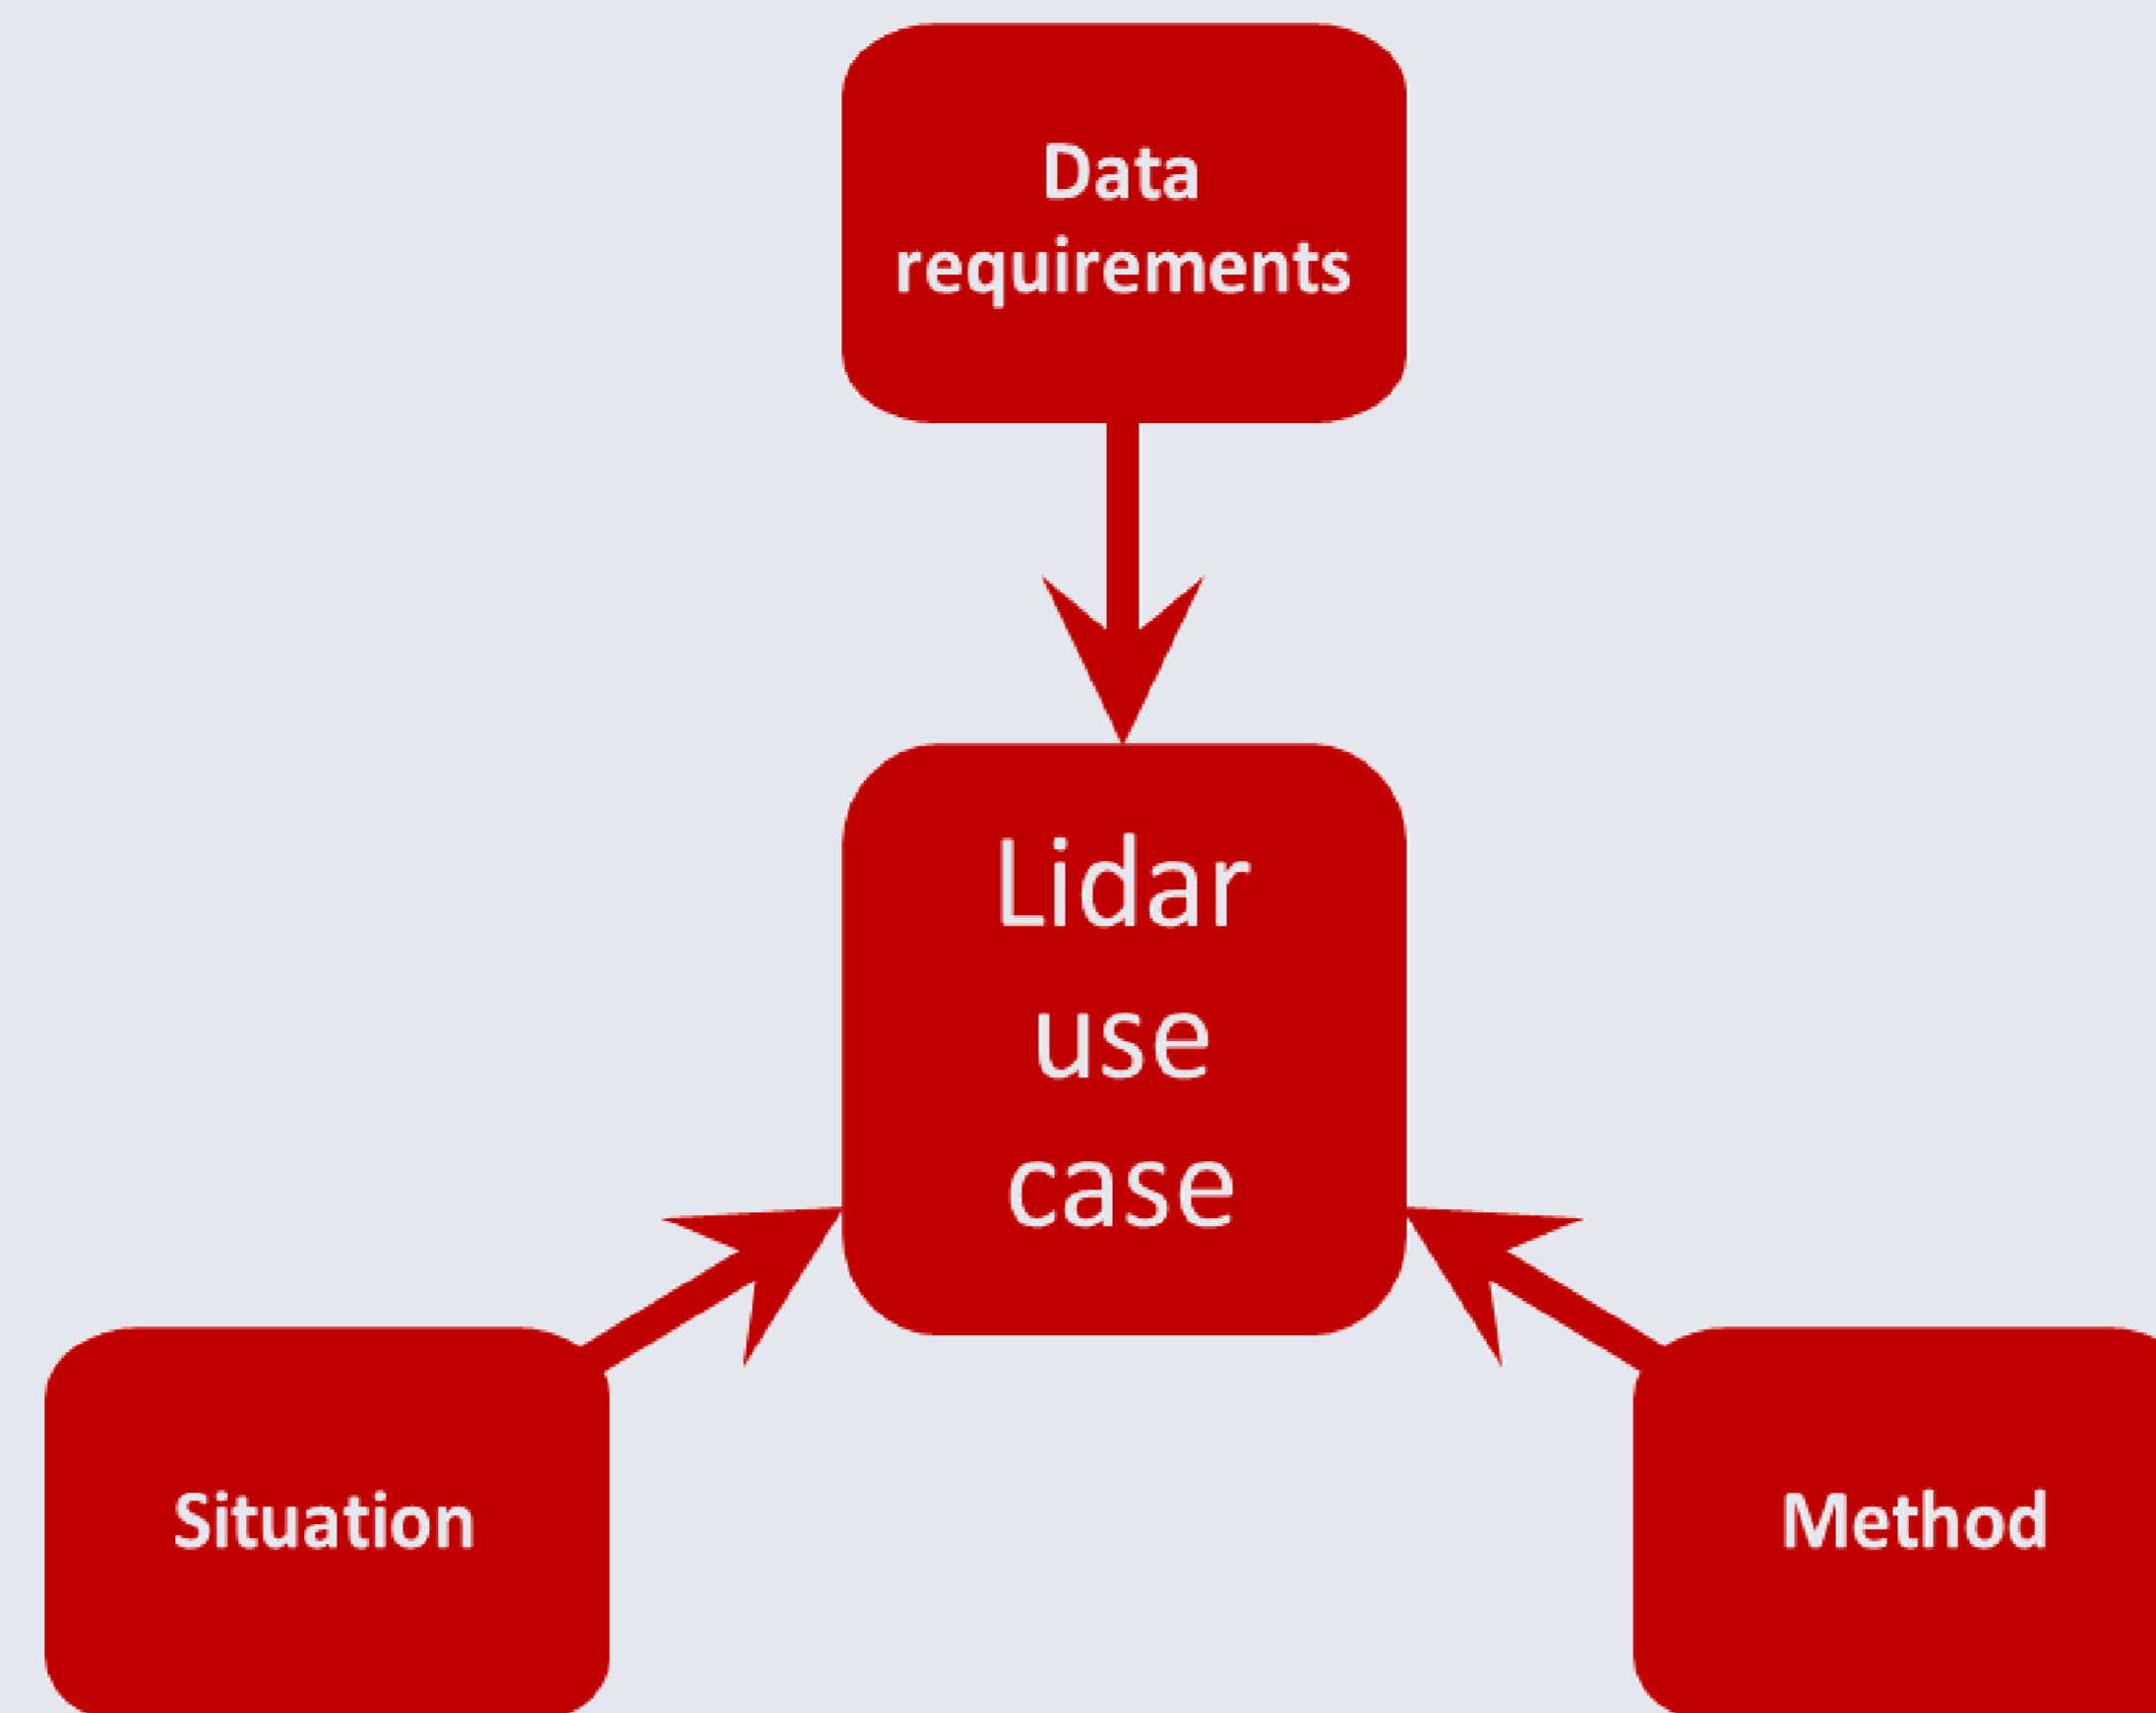 Data
requirements
Lidar
use
case
Situation
Method